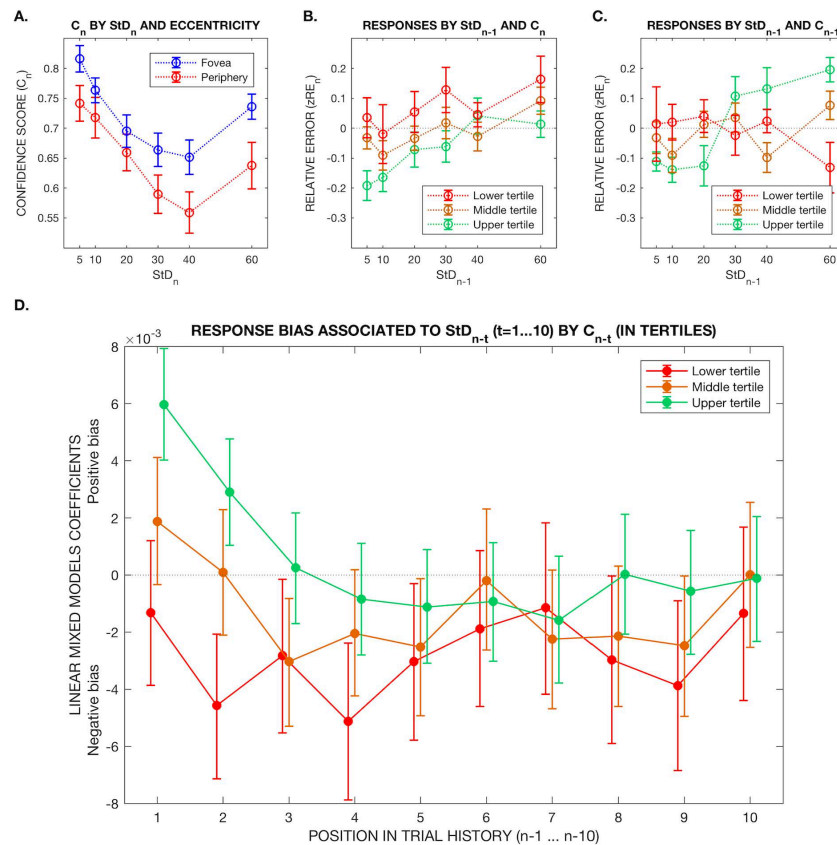 A.
C_n BY StD_n AND ECCENTRICITY
CONFIDENCE SCORE (C_n)
0.8
0.75
0.7
0.65
0.6
0.55
Fovea
Periphery
5 10 20 30 40 60
StD_n
B.
RESPONSES BY StD_n-1 AND C_n
RELATIVE ERROR (zRE_n)
0.2
0.1
0
-0.1
-0.2
-0.3
Lower tertile
Middle tertile
Upper tertile
5 10 20 30 40 60
StD_n-1
C.
RESPONSES BY StD_n-1 AND C_n-1
RELATIVE ERROR (zRE_n)
0.2
0.1
0
-0.1
-0.2
-0.3
Lower tertile
Middle tertile
Upper tertile
5 10 20 30 40 60
StD_n-1
D.
RESPONSE BIAS ASSOCIATED TO StD_n-t (t=1...10) BY C_n-t (IN TERTILES)
×10^-3
LINEAR MIXED MODELS COEFFICIENTS
Positive bias
Negative bias
8
6
4
2
0
-2
-4
-6
-8
Lower tertile
Middle tertile
Upper tertile
1 2 3 4 5 6 7 8 9 10
POSITION IN TRIAL HISTORY (n-1 ... n-10)